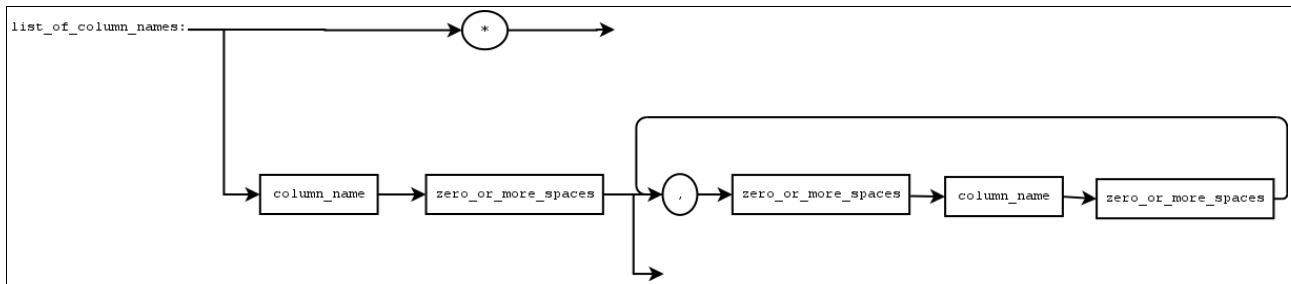 list_of_column_names:
*
column_name
zero_or_more_spaces
,
zero_or_more_spaces
column_name
zero_or_more_spaces